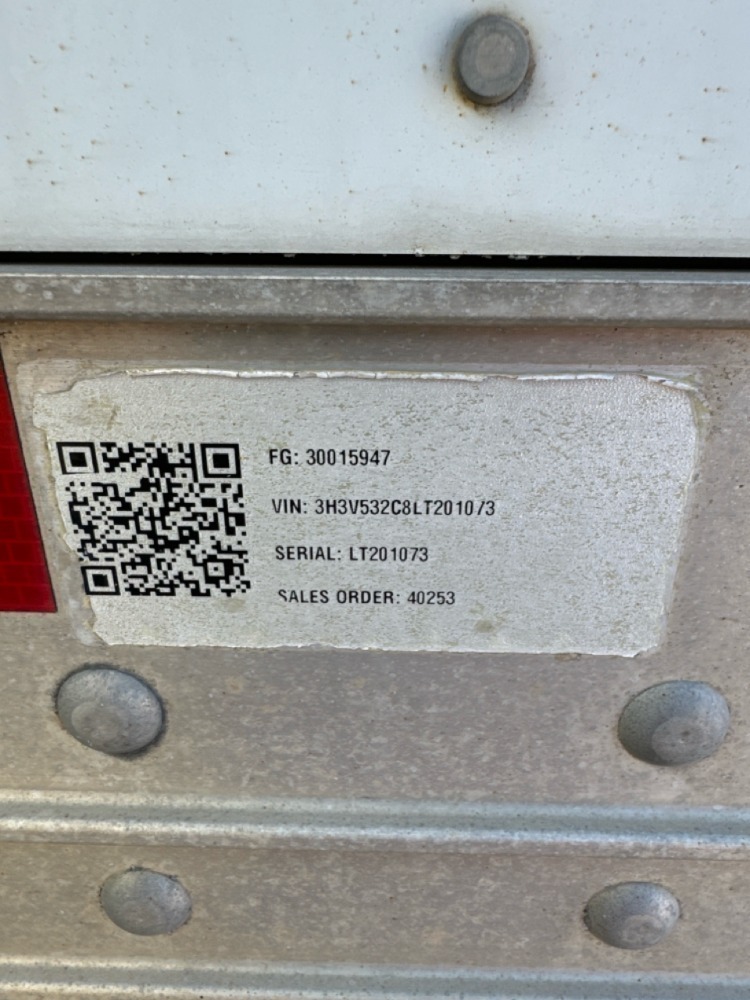 FG: 30015947
VIN: 3H3V532C8LT201073
SERIAL: LT201073
SALES ORDER: 40253